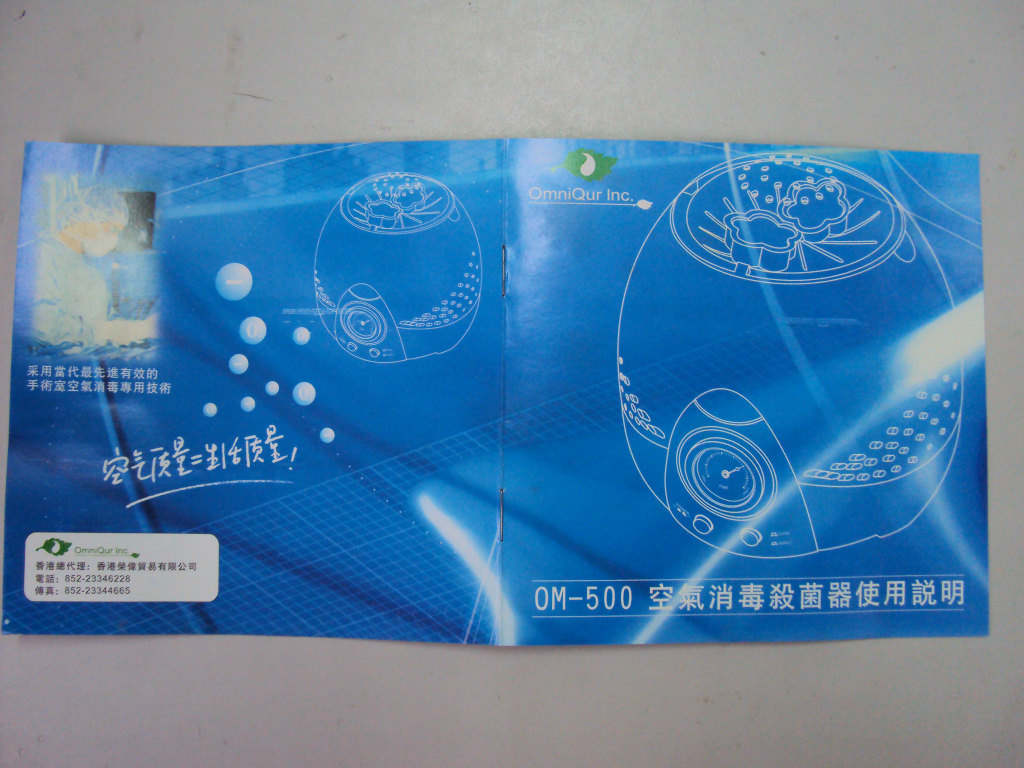 采用當代最先進有效的
手術室空氣消毒專用技術
空气质量=生活质量!
OmniQur Inc.
香港總代理: 香港榮偉貿易有限公司
電話: 852-23346228
傳真: 852-23344665
OmniQur Inc.
OM-500 空氣消毒殺菌器使用説明